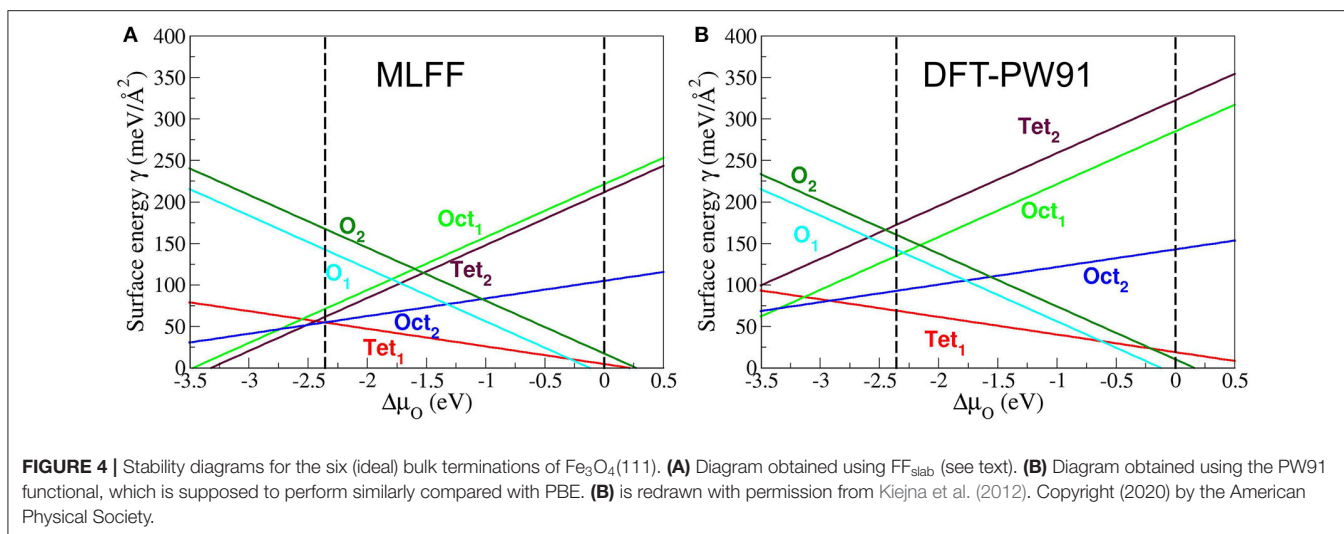 A
400
350
300
250
200
150
100
50
0
Surface energy γ (meV/Å²)
MLFF
O₂
O₁
Oct₁
Tet₂
Oct₂
Tet₁
-3.5 -3 -2.5 -2 -1.5 -1 -0.5 0 0.5
Δμ_O (eV)
B
400
350
300
250
200
150
100
50
0
Surface energy γ (meV/Å²)
DFT-PW91
Tet₂
O₂
Oct₁
O₁
Oct₂
Tet₁
-3.5 -3 -2.5 -2 -1.5 -1 -0.5 0 0.5
Δμ_O (eV)
FIGURE 4 | Stability diagrams for the six (ideal) bulk terminations of Fe₃O₄(111). (A) Diagram obtained using FF_slab (see text). (B) Diagram obtained using the PW91
functional, which is supposed to perform similarly compared with PBE. (B) is redrawn with permission from Kiejna et al. (2012). Copyright (2020) by the American
Physical Society.